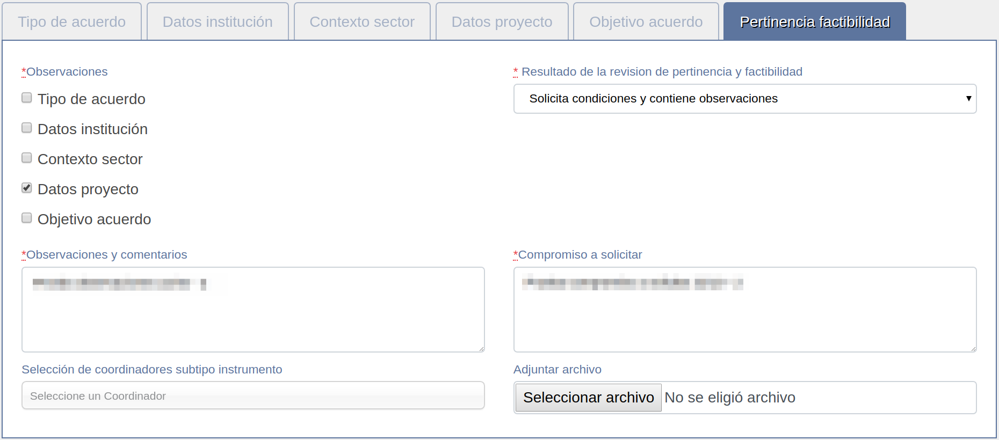 Tipo de acuerdo
Datos institución
Contexto sector
Datos proyecto
Objetivo acuerdo
Pertinencia factibilidad
*Observaciones
Tipo de acuerdo
Datos institución
Contexto sector
Datos proyecto
Objetivo acuerdo
* Resultado de la revision de pertinencia y factibilidad
Solicita condiciones y contiene observaciones
*Observaciones y comentarios
*Compromiso a solicitar
Selección de coordinadores subtipo instrumento
Seleccione un Coordinador
Adjuntar archivo
Seleccionar archivo No se eligió archivo